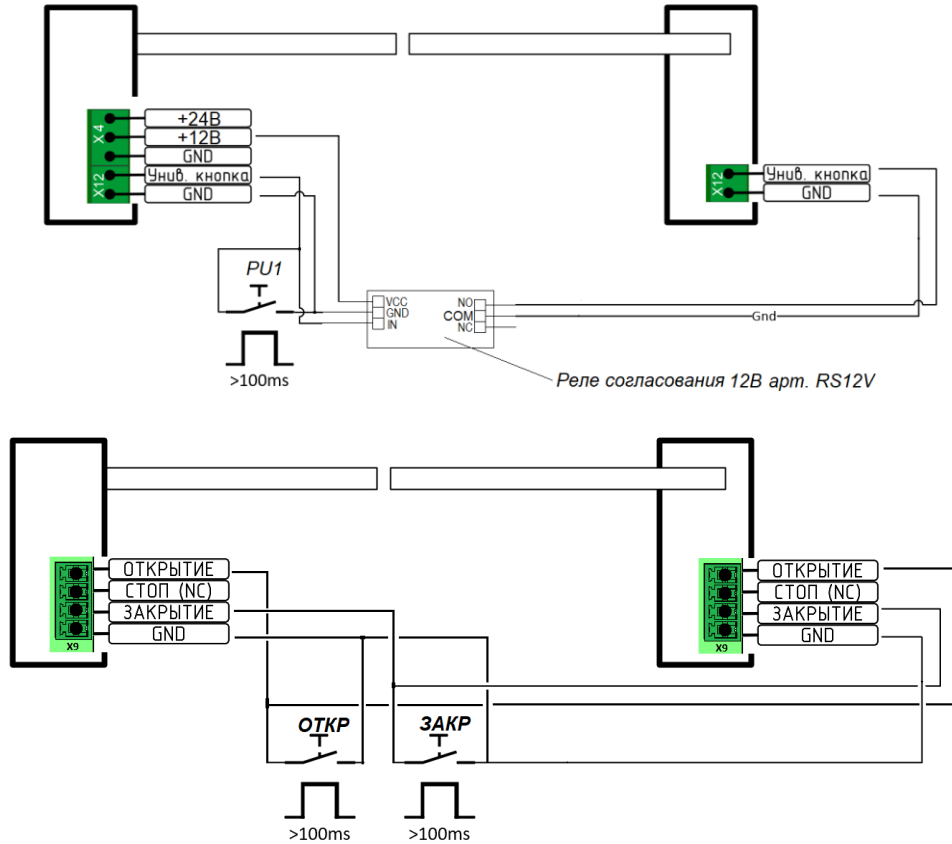 +24В
+12В
GND
Унив. кнопка
GND
X4
X12
PU1
>100ms
VCC
GND
IN
NO
COM
NC
Gnd
Реле согласования 12В арт. RS12V
X12
Унив. кнопка
GND
ОТКРЫТИЕ
СТОП (NC)
ЗАКРЫТИЕ
GND
X9
ОТКРЫТИЕ
СТОП (NC)
ЗАКРЫТИЕ
GND
X9
ОТКР
ЗАКР
>100ms
>100ms